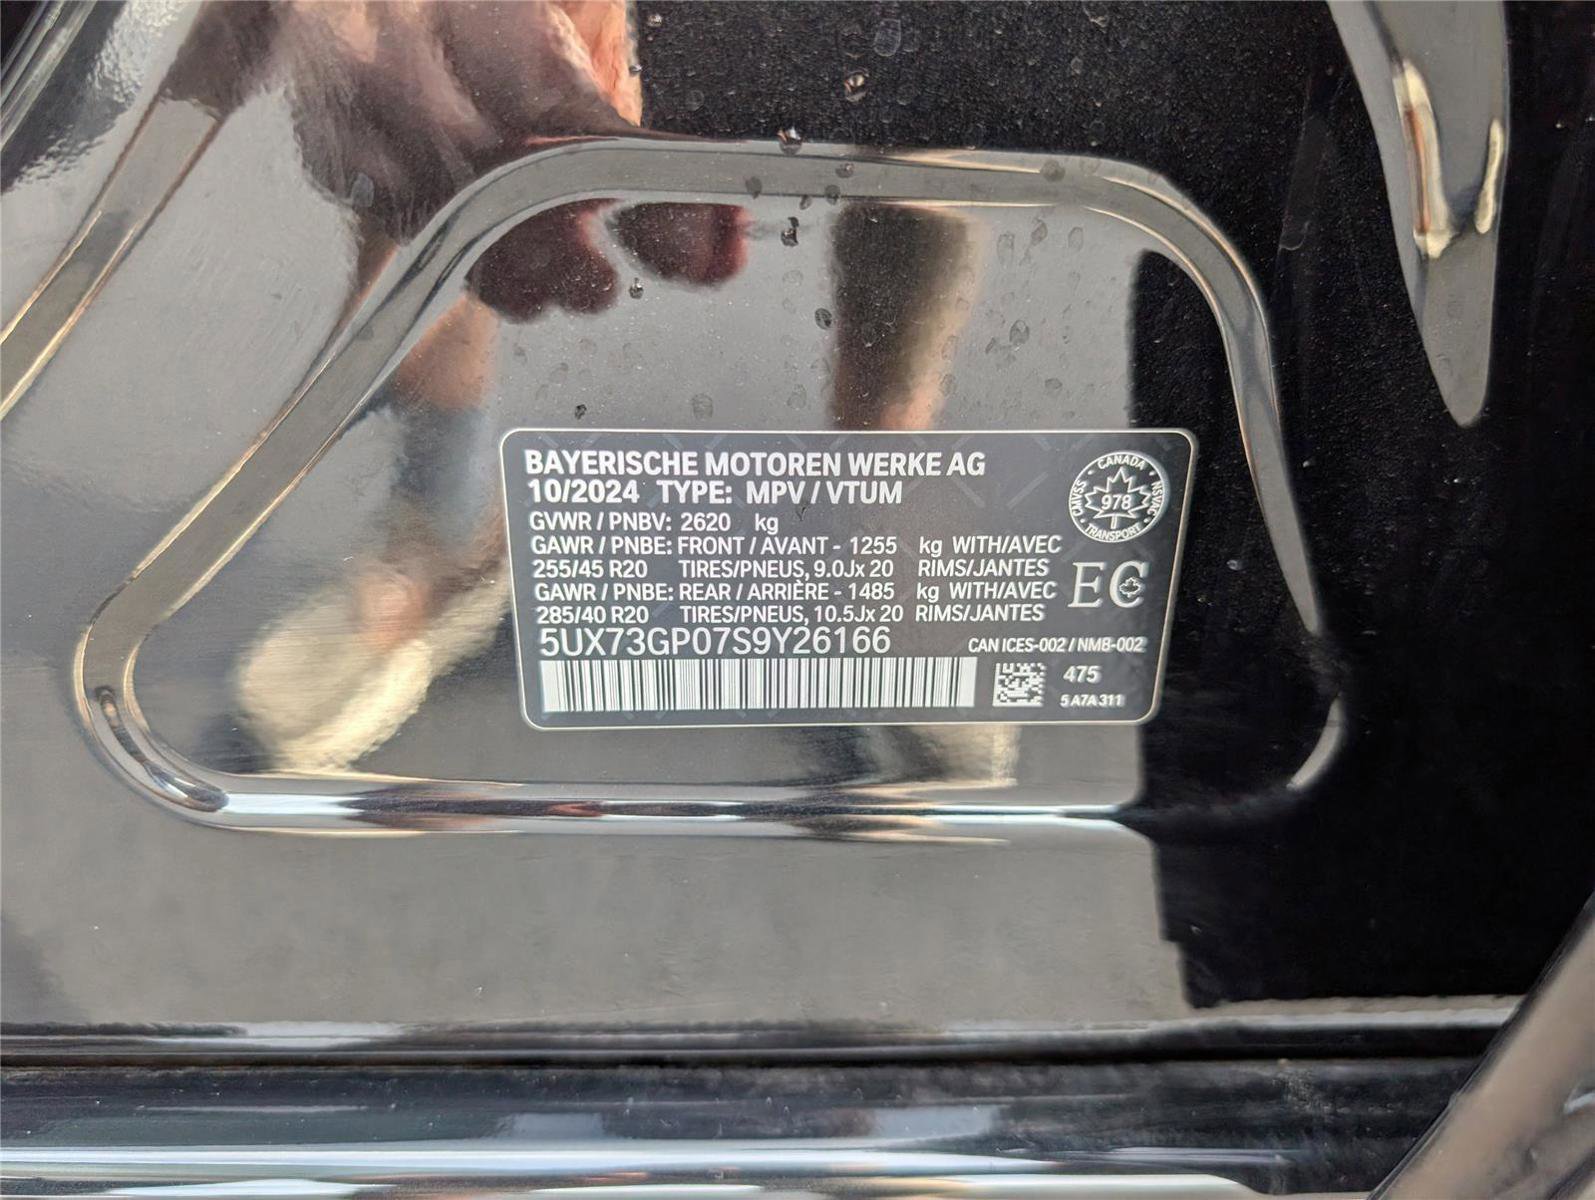 BAYERISCHE MOTOREN WERKE AG
10/2024 TYPE: MPV / VTUM
GVWR / PNBV: 2620 kg
GAWR / PNBE: FRONT / AVANT - 1255 kg WITH/AVEC
255/45 R20 TIRES/PNEUS, 9.0Jx 20 RIMS/JANTES
GAWR / PNBE: REAR / ARRIÈRE - 1485 kg WITH/AVEC
285/40 R20 TIRES/PNEUS, 10.5Jx 20 RIMS/JANTES
5UX73GP07S9Y26166
CANADA
CMVSS 978 NSVAC
TRANSPORT
EC
CAN ICES-002 / NMB-002
475
5 A7A 311